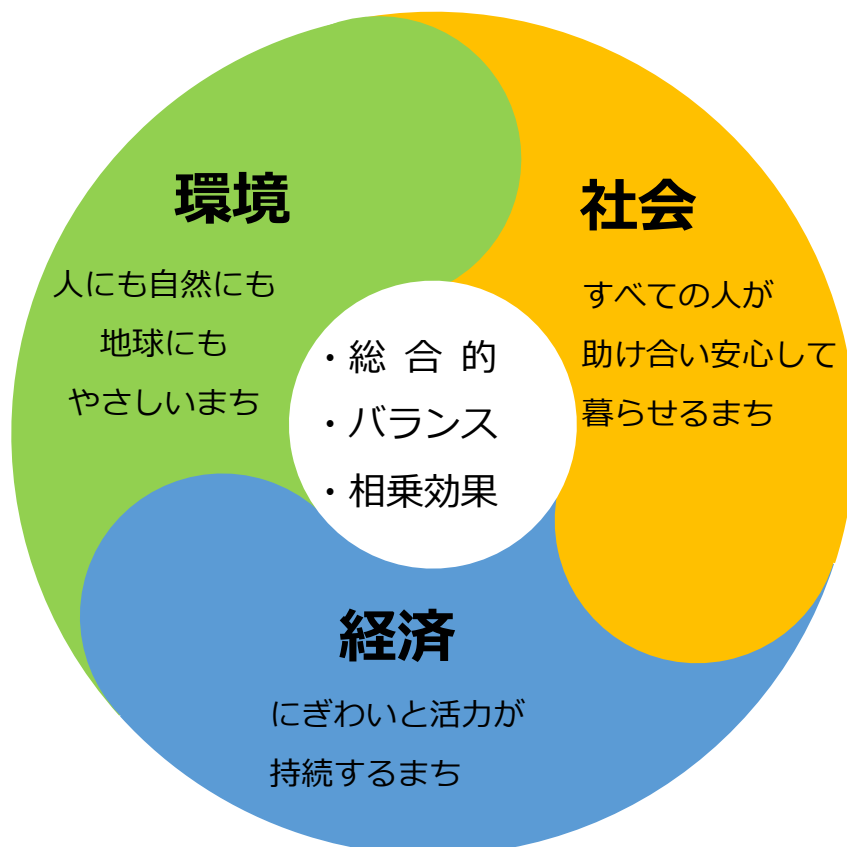 環境
人にも自然にも
地球にも
やさしいまち
社会
すべての人が
助け合い安心して
暮らせるまち
・総合的
・バランス
・相乗効果
経済
にぎわいと活力が
持続するまち